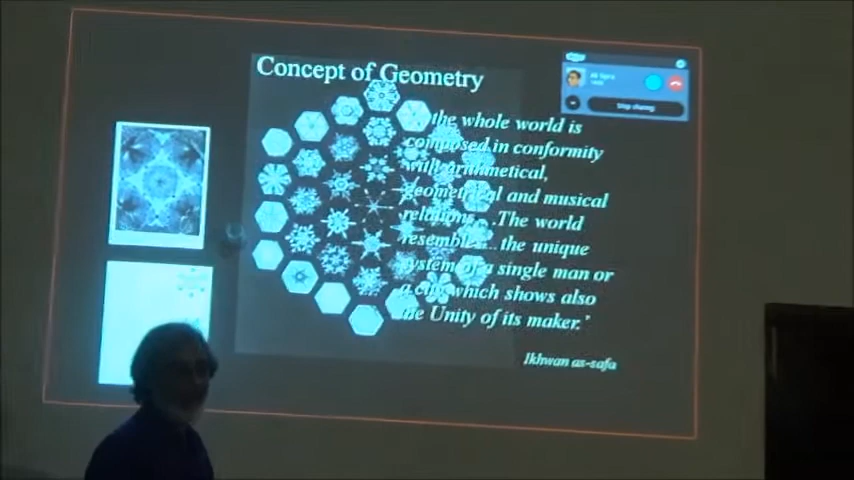 Concept of Geometry
the whole world is
composed in conformity
with arithmetical,
geometrical and musical
relations...The world
resembles...the unique
system of a single man or
a city which shows also
the Unity of its maker.'
Ikhwan as-safa
Stop sharing